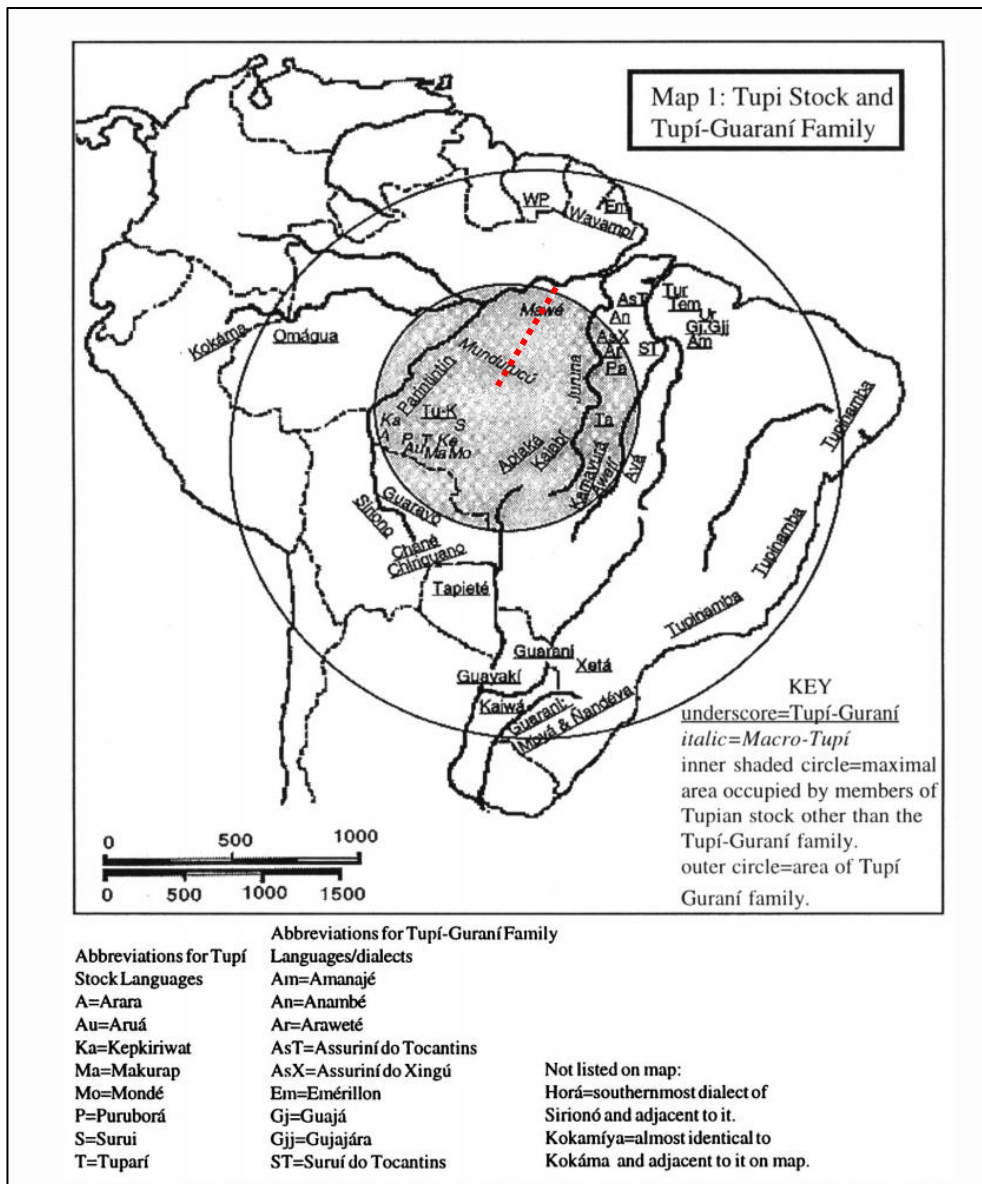 Map 1: Tupi Stock and
Tupí-Guaraní Family
WP
Em
Wayampí
Mawé
AsT
Tur
Tem
Ur
An
Gj.Gjj
AsX
Am
Ar
ST
Pa
Kokáma
Omágua
Mundurucú
Parintintín
Juruna
Tupinamba
Ka
Tu-K
S
Ta
A
P
T
Ke
Au
Ma
Mo
Apiaká
Kaiabí
Kamayurá
Awetí
Avá
Guarayo
Siriono
Chané
Chiriguano
Tupinamba
Tapieté
Tupinamba
Guaraní
Xetá
Guayakí
Kaiwá
Guaraní:
Mbyá & Ñandéva
KEY
underscore=Tupí-Guraní
italic=Macro-Tupí
inner shaded circle=maximal
area occupied by members of
Tupian stock other than the
Tupí-Guraní family.
outer circle=area of Tupí
Guraní family.
0 500 1000
0 500 1000 1500
Abbreviations for Tupí
Stock Languages
A=Arara
Au=Aruá
Ka=Kepkiriwat
Ma=Makurap
Mo=Mondé
P=Puruborá
S=Surui
T=Tuparí
Abbreviations for Tupí-Guraní Family
Languages/dialects
Am=Amanajé
An=Anambé
Ar=Araweté
AsT=Assuriní do Tocantins
AsX=Assuriní do Xingú
Em=Emérillon
Gj=Guajá
Gjj=Gujajára
ST=Suruí do Tocantins
Not listed on map:
Horá=southernmost dialect of
Sirionó and adjacent to it.
Kokamíya=almost identical to
Kokáma and adjacent to it on map.